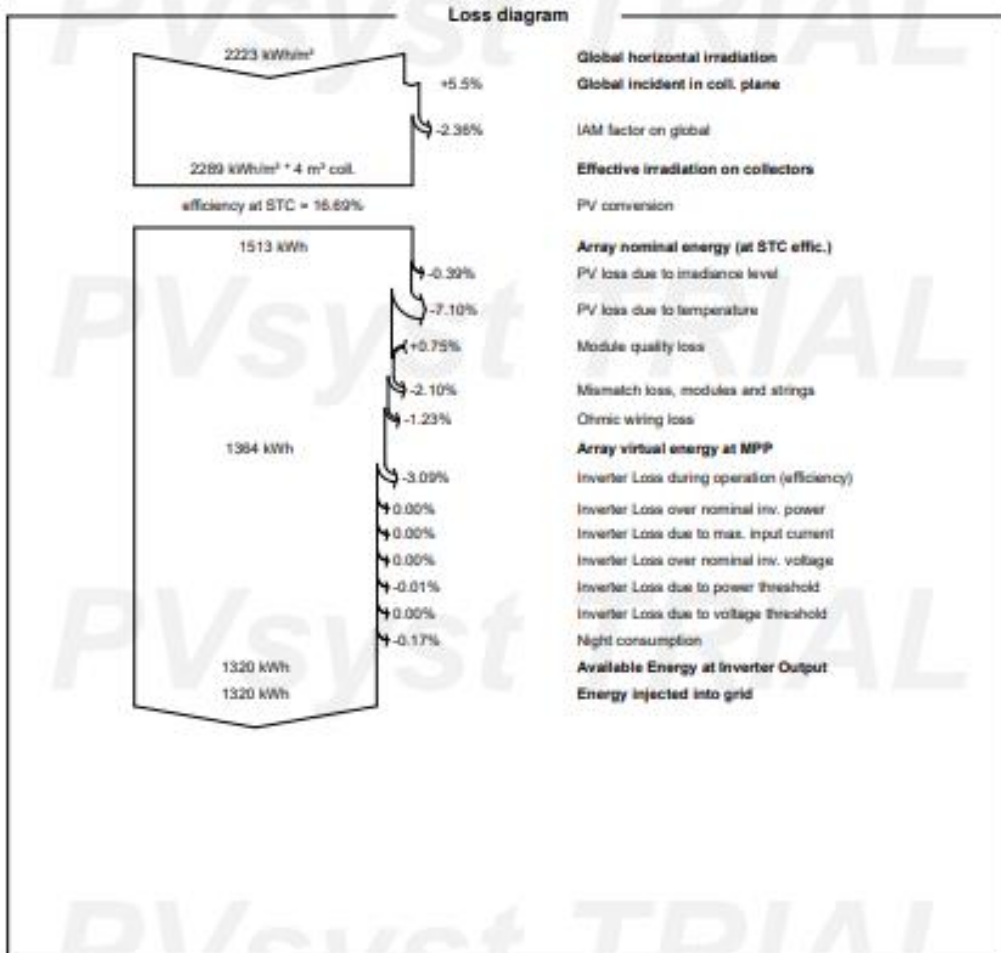 Loss diagram
2223 kWh/m² Global horizontal irradiation
+5.5% Global incident in coll. plane
-2.36% IAM factor on global
2289 kWh/m² * 4 m² coll. Effective irradiation on collectors
efficiency at STC = 16.69% PV conversion
1513 kWh Array nominal energy (at STC effic.)
-0.39% PV loss due to irradiance level
-7.10% PV loss due to temperature
+0.75% Module quality loss
-2.10% Mismatch loss, modules and strings
-1.23% Ohmic wiring loss
1364 kWh Array virtual energy at MPP
-3.09% Inverter Loss during operation (efficiency)
0.00% Inverter Loss over nominal inv. power
0.00% Inverter Loss due to max. input current
0.00% Inverter Loss over nominal inv. voltage
-0.01% Inverter Loss due to power threshold
0.00% Inverter Loss due to voltage threshold
-0.17% Night consumption
1320 kWh Available Energy at Inverter Output
1320 kWh Energy injected into grid
PVsyst TRIAL
PVsyst TRIAL
PVsyst TRIAL
PVsyst TRIAL